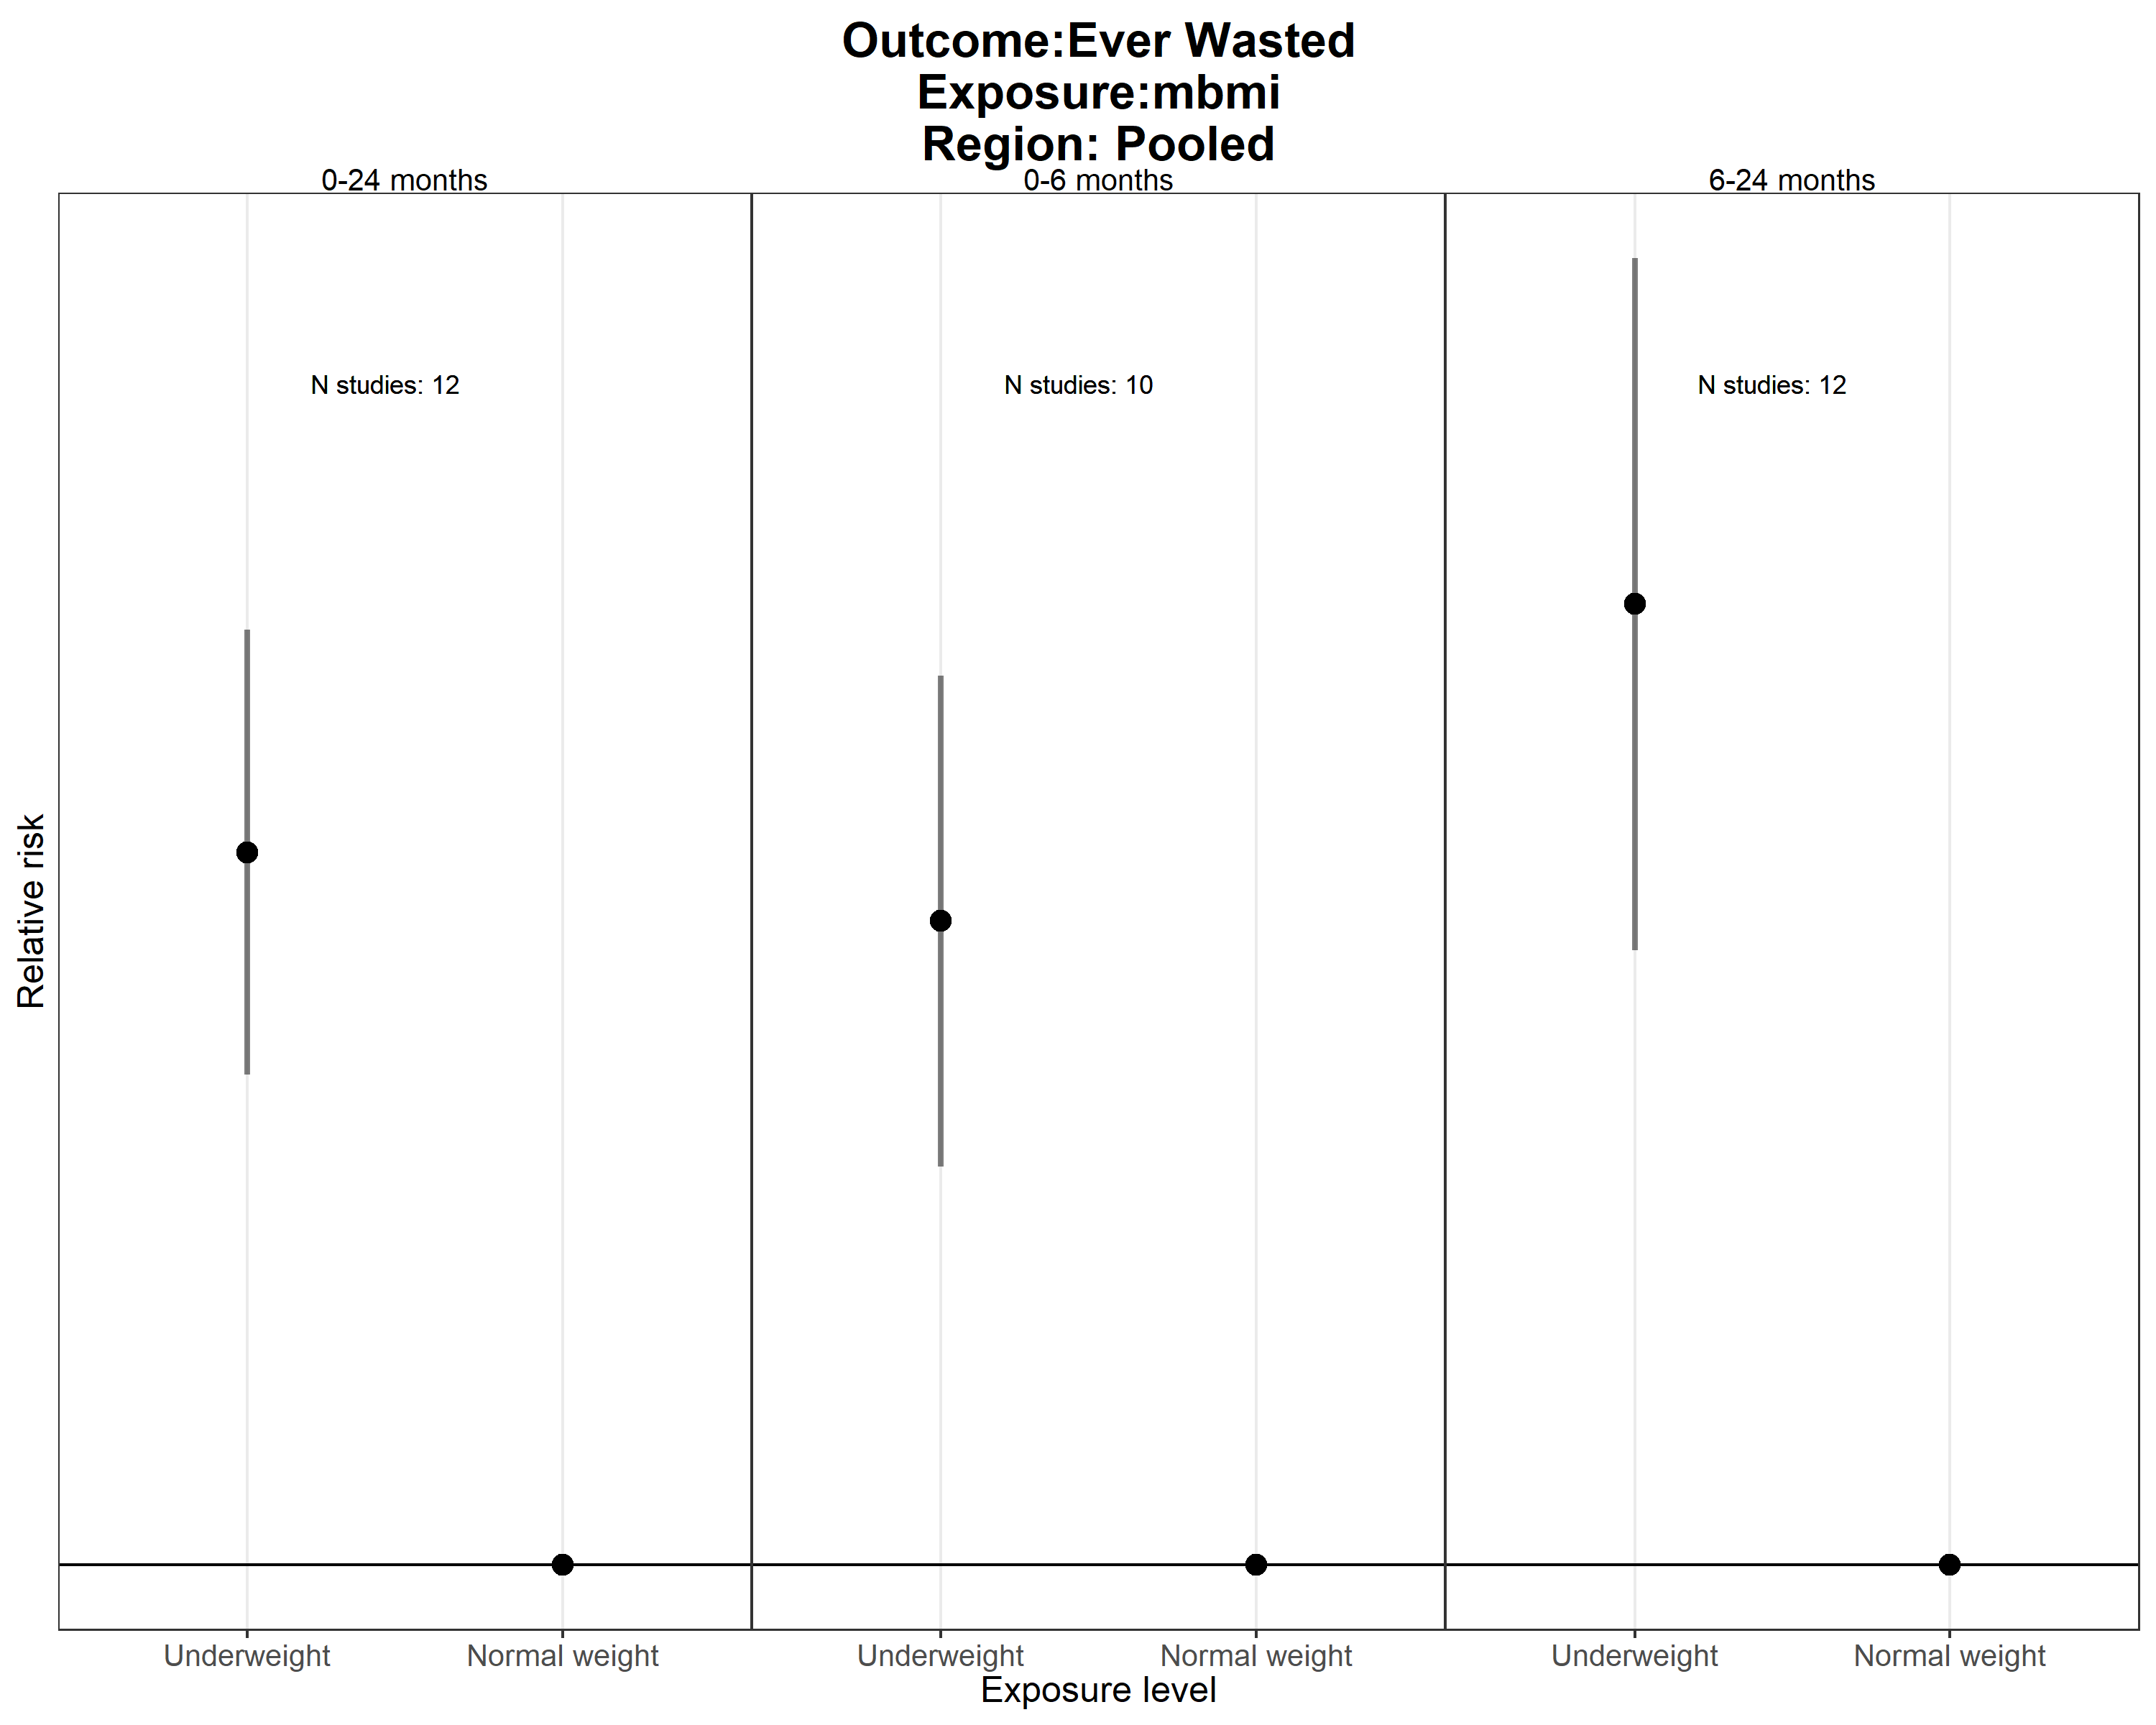 Outcome:Ever Wasted
Exposure:mbmi
Region: Pooled
0-24 months
0-6 months
6-24 months
N studies: 12
N studies: 10
N studies: 12
Relative risk
Underweight
Normal weight
Underweight
Normal weight
Underweight
Normal weight
Exposure level